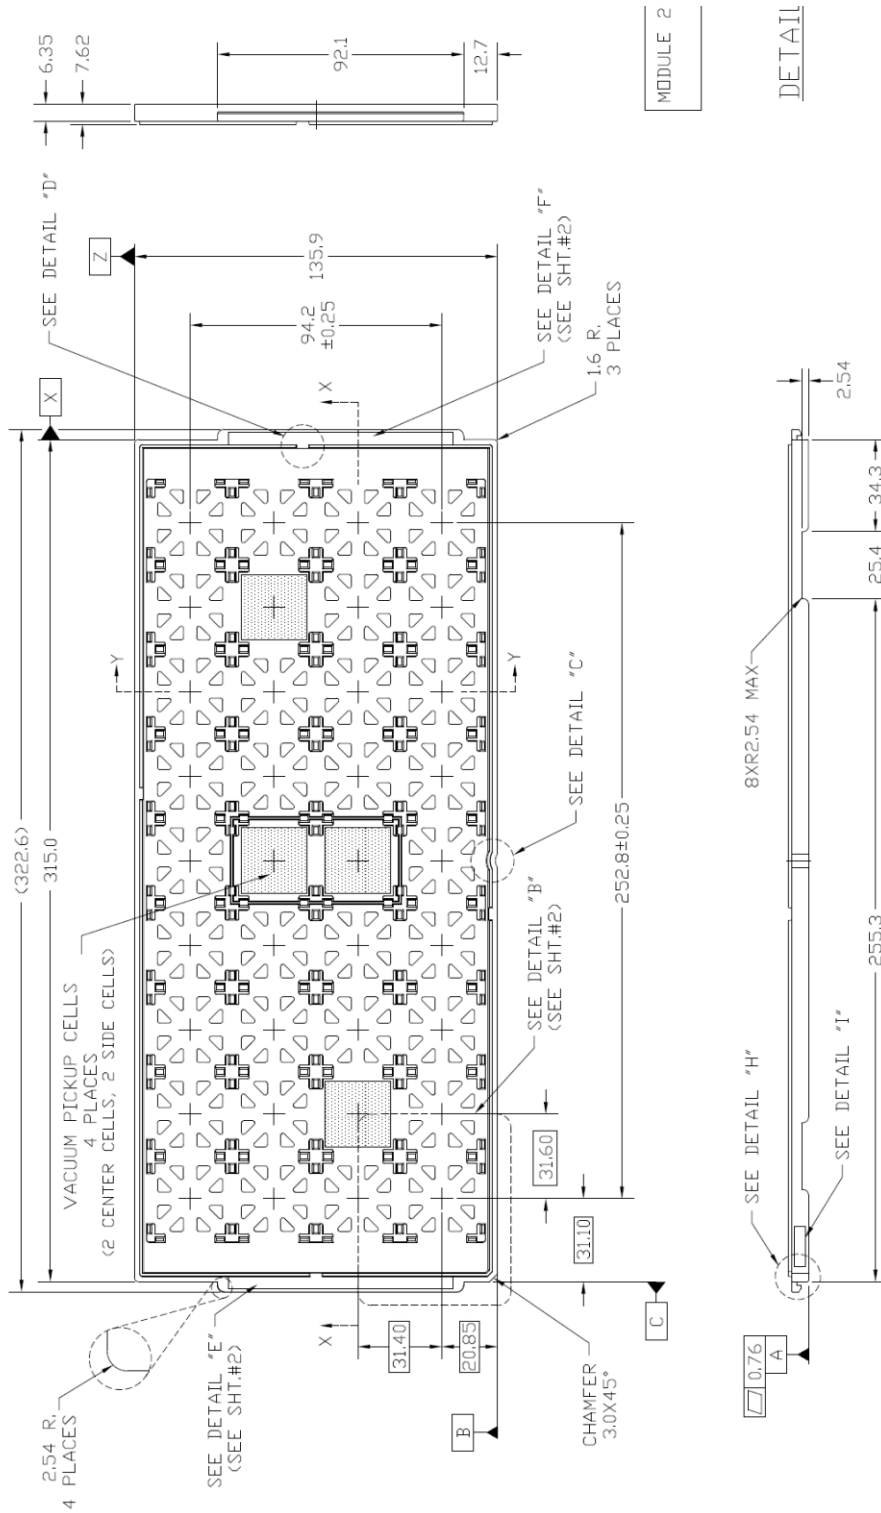 2.54 R.
4 PLACES
VACUUM PICKUP CELLS
4 PLACES
(2 CENTER CELLS, 2 SIDE CELLS)
(322.6)
315.0
X
Z
SEE DETAIL "D"
6.35
7.62
SEE DETAIL "E"
(SEE SHT.#2)
Y
X
94.2
±0.25
135.9
92.1
12.7
X
31.40
20.85
B
CHAMFER
3.0X45°
C
31.10
31.60
SEE DETAIL "B"
(SEE SHT.#2)
252.8±0.25
SEE DETAIL "C"
Y
1.6 R.
3 PLACES
SEE DETAIL "F"
(SEE SHT.#2)
MODULE 2
DETAIL
0.76
A
SEE DETAIL "H"
SEE DETAIL "I"
8XR2.54 MAX
2.54
255.3
25.4
34.3